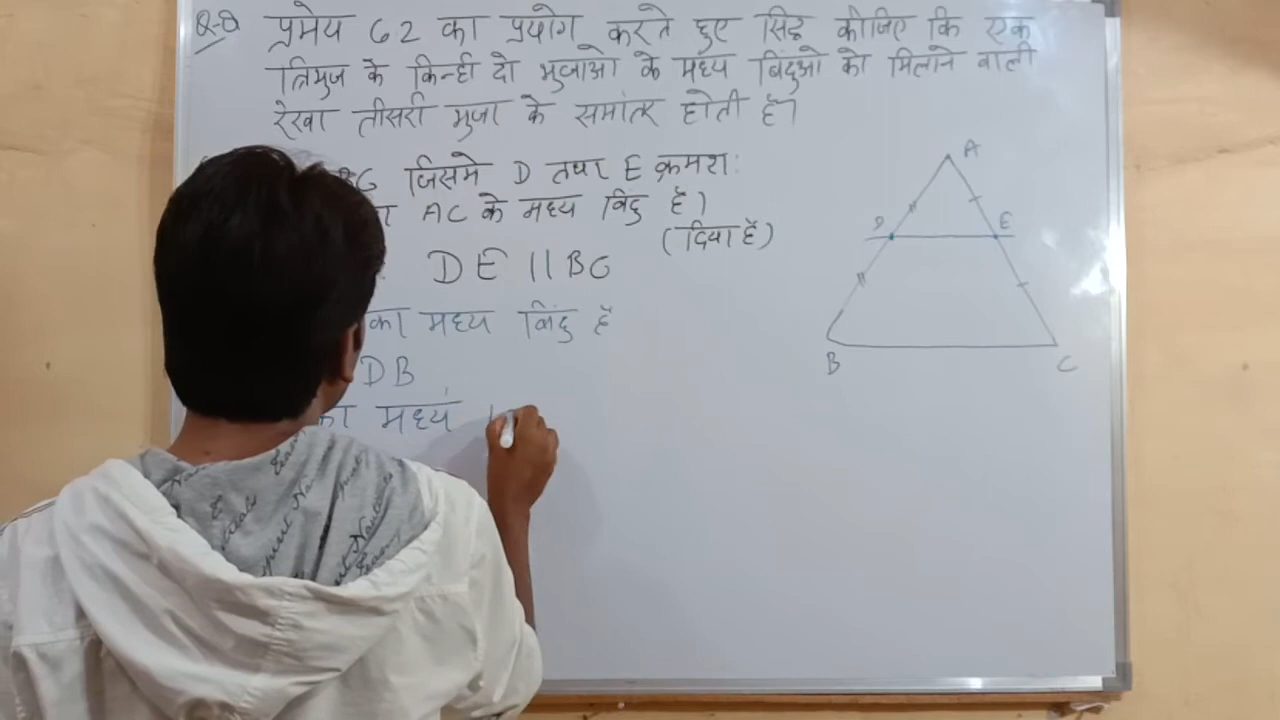 Q-8 प्रमेय 6.2 का प्रयोग करते हुए सिद्ध कीजिए कि एक
त्रिभुज के किन्हीं दो भुजाओ के मध्य बिंदुओ को मिलाने वाली
रेखा तीसरी भुजा के समांतर होती है।
जिसमे D तथा E क्रमश:
AC के मध्य बिंदु है।
(दिया है)
DE || BC
का मध्य बिंदु है
DB
का मध्य
A
D
E
B
C